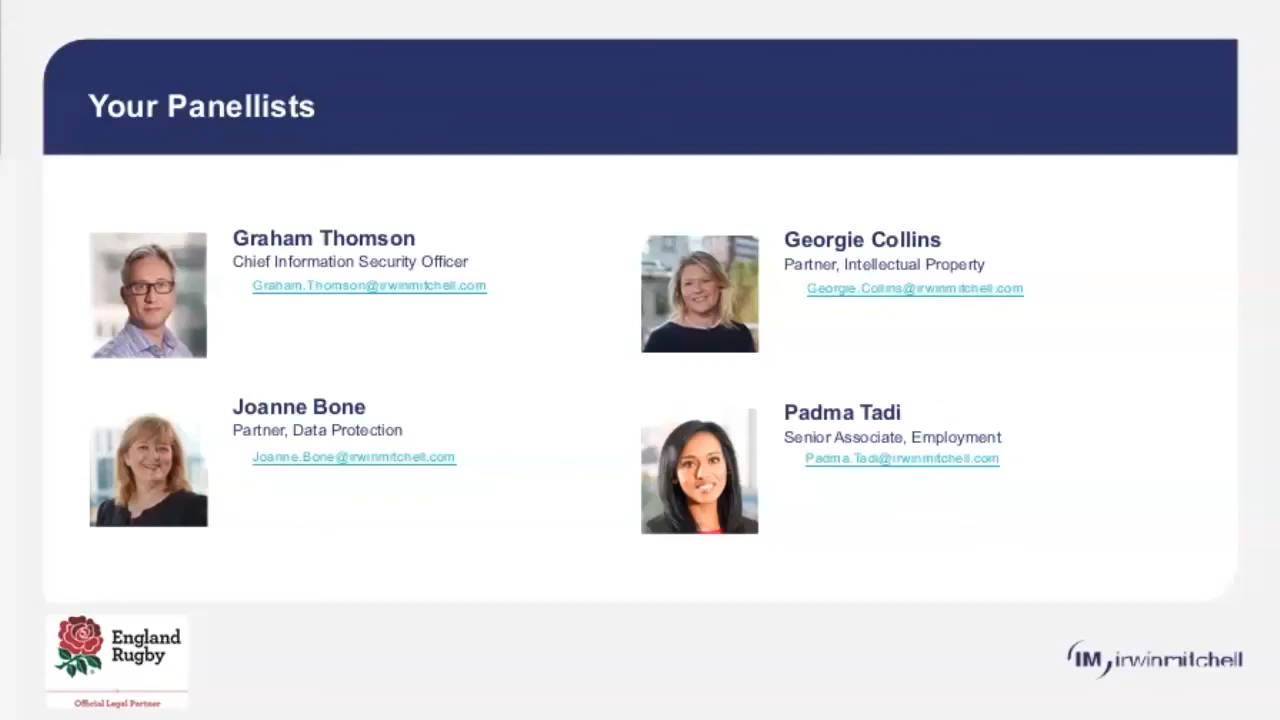 Your Panellists
Graham Thomson
Chief Information Security Officer
Graham.Thomson@irwinmitchell.com
Georgie Collins
Partner, Intellectual Property
Georgie.Collins@irwinmitchell.com
Joanne Bone
Partner, Data Protection
Joanne.Bone@irwinmitchell.com
Padma Tadi
Senior Associate, Employment
Padma.Tadi@irwinmitchell.com
England
Rugby
Official Legal Partner
IM irwinmitchell